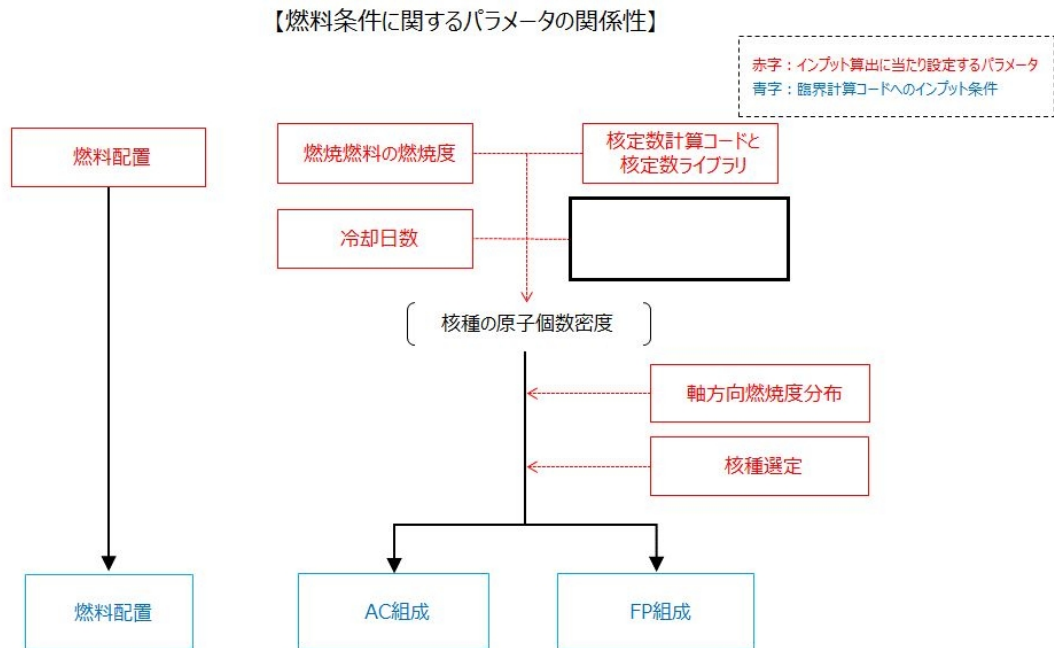 【燃料条件に関するパラメータの関係性】
赤字：インプット算出に当たり設定するパラメータ
青字：臨界計算コードへのインプット条件
燃料配置
燃焼燃料の燃焼度
核定数計算コードと
核定数ライブラリ
冷却日数
核種の原子個数密度
軸方向燃焼度分布
核種選定
燃料配置
AC組成
FP組成